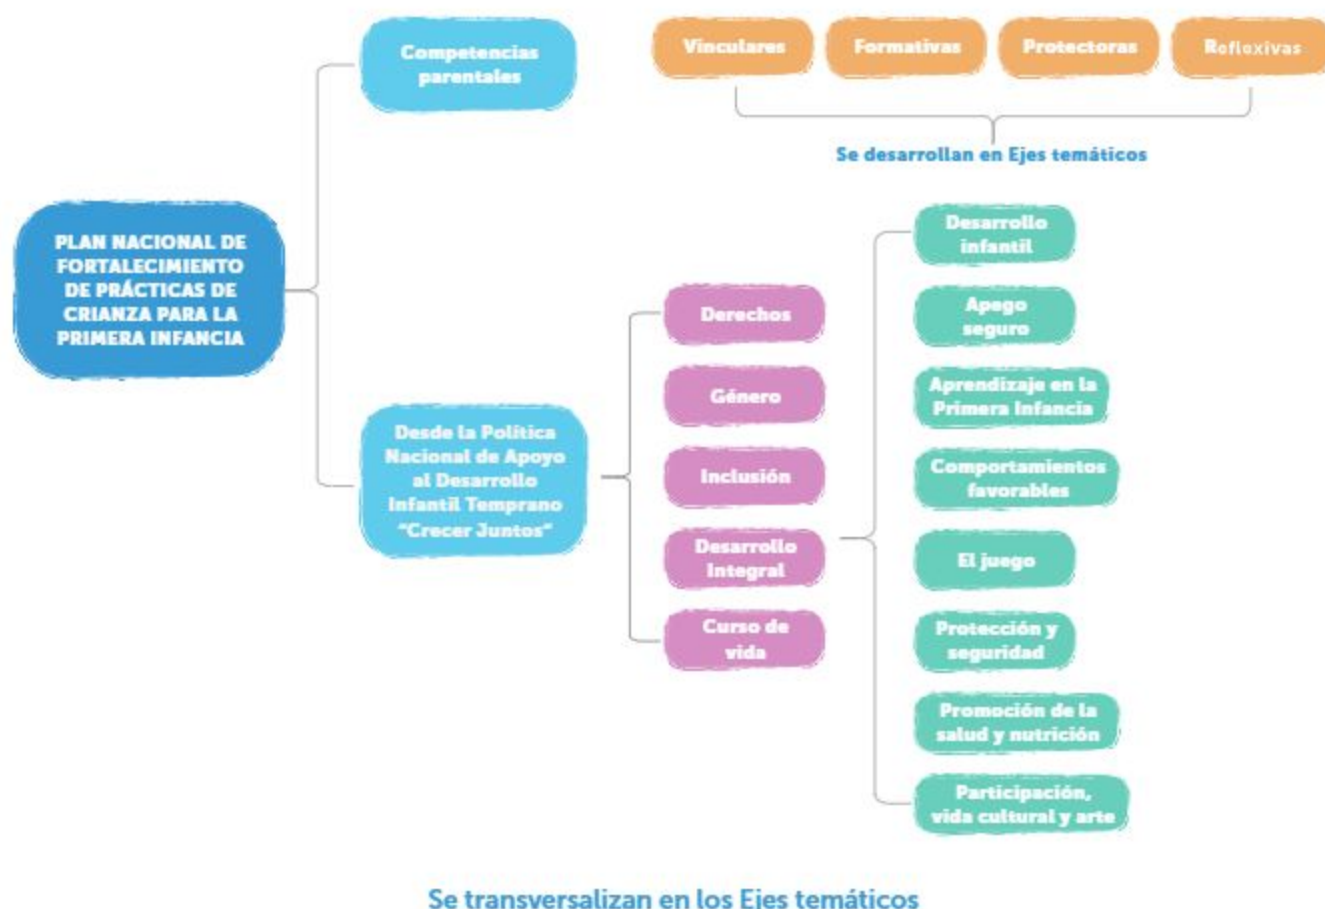 Competencias
parentales
Vinculares
Formativas
Protectoras
Reflexivas
Se desarrollan en Ejes temáticos
PLAN NACIONAL DE
FORTALECIMIENTO
DE PRÁCTICAS DE
CRIANZA PARA LA
PRIMERA INFANCIA
Desde la Política
Nacional de Apoyo
al Desarrollo
Infantil Temprano
“Crecer Juntos”
Derechos
Género
Inclusión
Desarrollo
Integral
Curso de
vida
Desarrollo
infantil
Apego
seguro
Aprendizaje en la
Primera Infancia
Comportamientos
favorables
El juego
Protección y
seguridad
Promoción de la
salud y nutrición
Participación,
vida cultural y arte
Se transversalizan en los Ejes temáticos